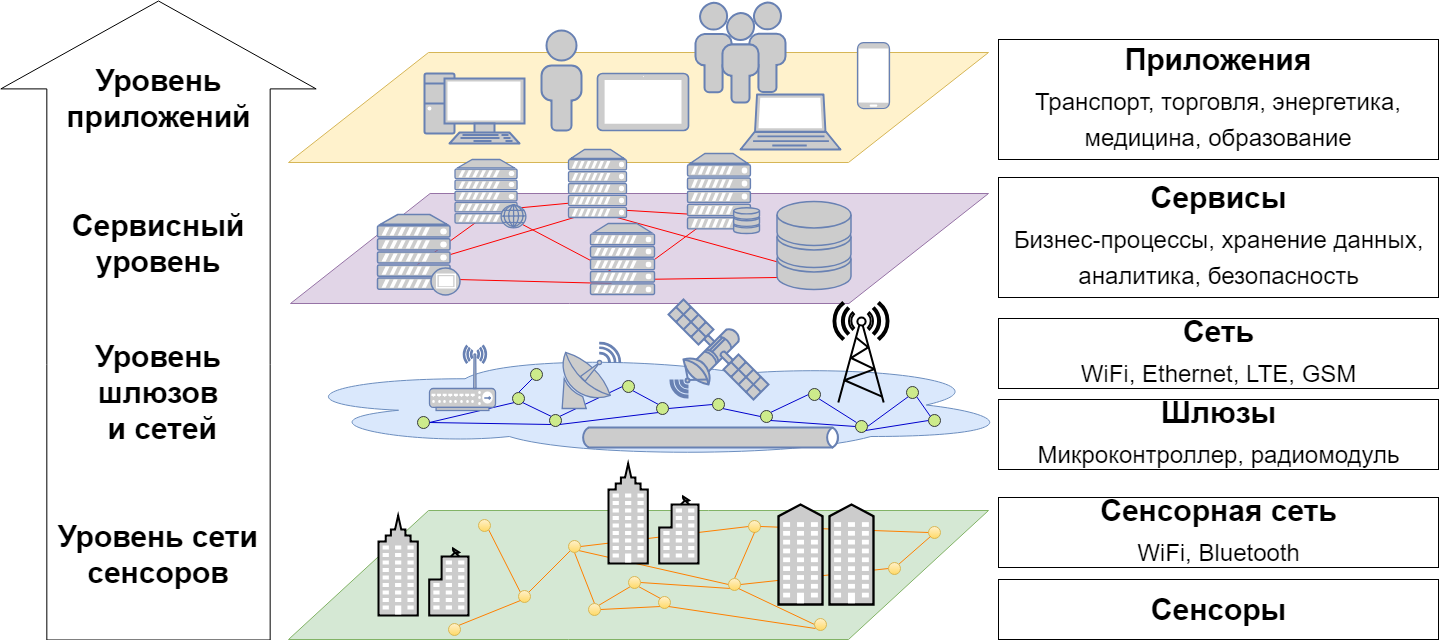 Уровень
приложений
Приложения
Транспорт, торговля, энергетика,
медицина, образование
Сервисный
уровень
Сервисы
Бизнес-процессы, хранение данных,
аналитика, безопасность
Уровень
шлюзов
и сетей
Сеть
WiFi, Ethernet, LTE, GSM
Шлюзы
Микроконтроллер, радиомодуль
Уровень сети
сенсоров
Сенсорная сеть
WiFi, Bluetooth
Сенсоры